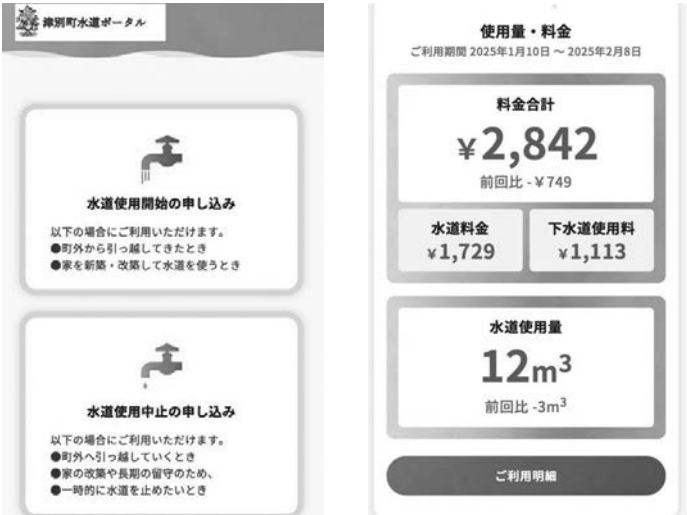 津別町水道ポータル
水道使用開始の申し込み
以下の場合にご利用いただけます。
●町外から引っ越してきたとき
●家を新築・改築して水道を使うとき
水道使用中止の申し込み
以下の場合にご利用いただけます。
●町外へ引っ越していくとき
●家の改築や長期の留守のため、
●一時的に水道を止めたいとき
使用量・料金
ご利用期間 2025年1月10日 ～ 2025年2月8日
料金合計
¥2,842
前回比 -¥749
水道料金
¥1,729
下水道使用料
¥1,113
水道使用量
12m³
前回比 -3m³
ご利用明細